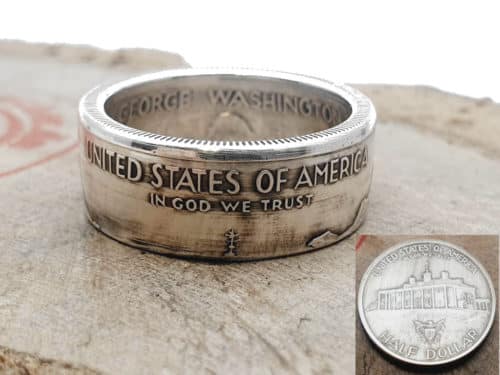 GEORGE WASHINGTON
UNITED STATES OF AMERICA
IN GOD WE TRUST
UNITED STATES OF AMERICA
HALF DOLLAR